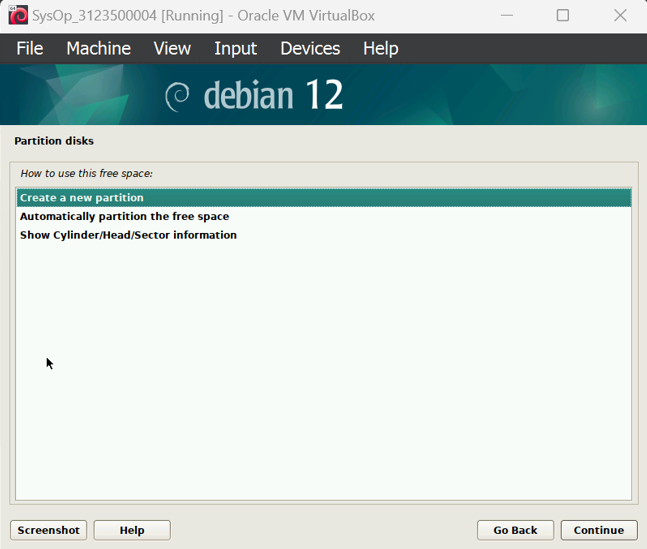 SysOp_3123500004 [Running] - Oracle VM VirtualBox
File Machine View Input Devices Help
debian 12
Partition disks
How to use this free space:
Create a new partition
Automatically partition the free space
Show Cylinder/Head/Sector information
Screenshot Help Go Back Continue